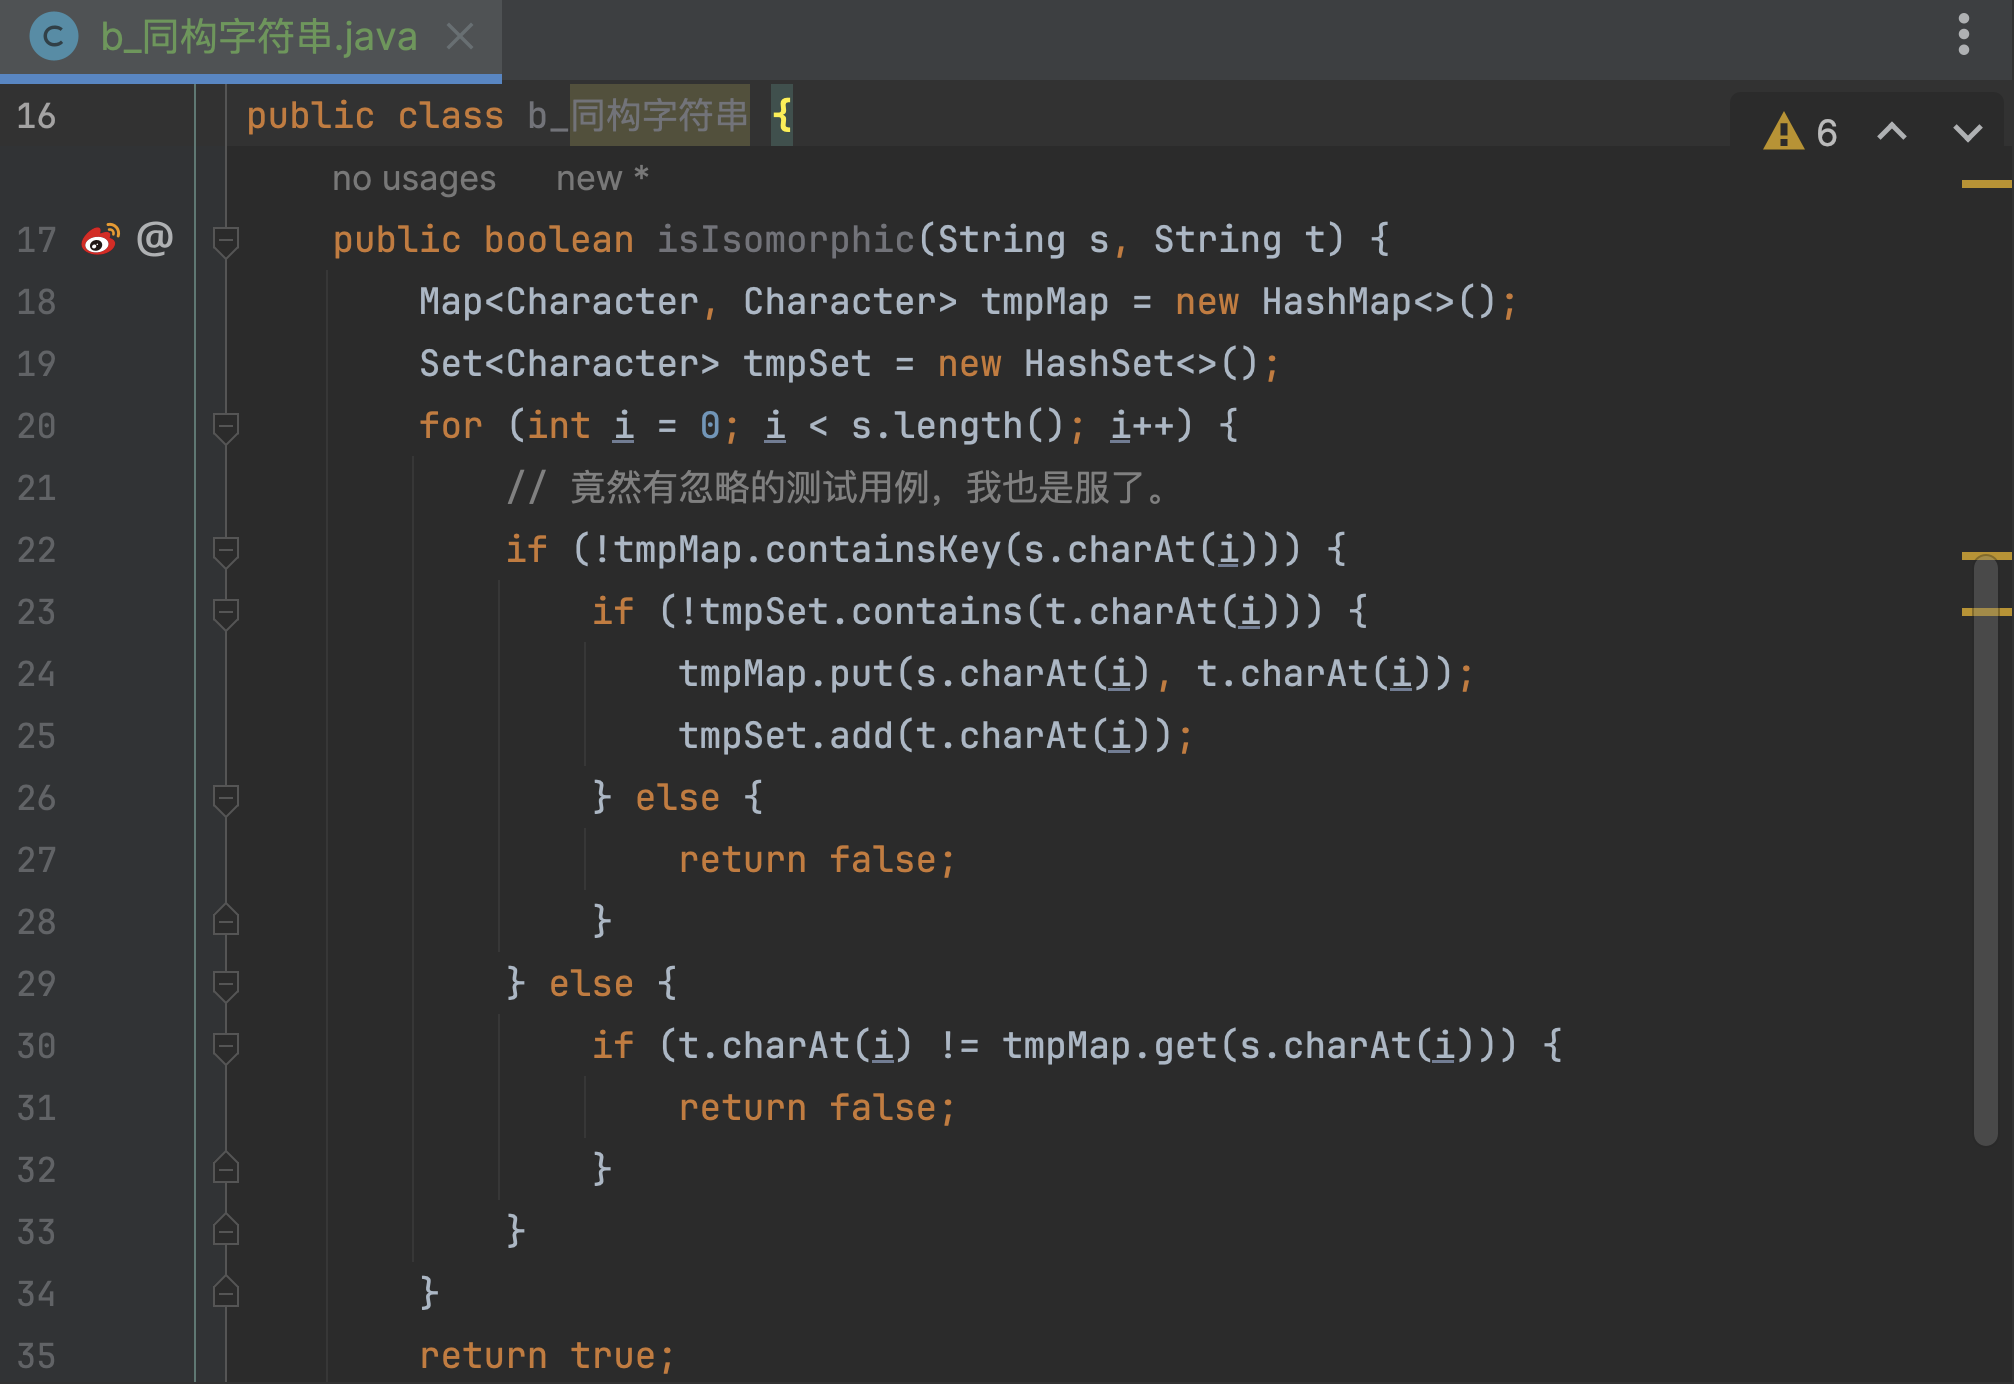 b_同构字符串.java
16 public class b_同构字符串 {
6
no usages new *
17 @ public boolean isIsomorphic(String s, String t) {
18 Map<Character, Character> tmpMap = new HashMap<>();
19 Set<Character> tmpSet = new HashSet<>();
20 for (int i = 0; i < s.length(); i++) {
21 // 竟然有忽略的测试用例，我也是服了。
22 if (!tmpMap.containsKey(s.charAt(i))) {
23 if (!tmpSet.contains(t.charAt(i))) {
24 tmpMap.put(s.charAt(i), t.charAt(i));
25 tmpSet.add(t.charAt(i));
26 } else {
27 return false;
28 }
29 } else {
30 if (t.charAt(i) != tmpMap.get(s.charAt(i))) {
31 return false;
32 }
33 }
34 }
35 return true;